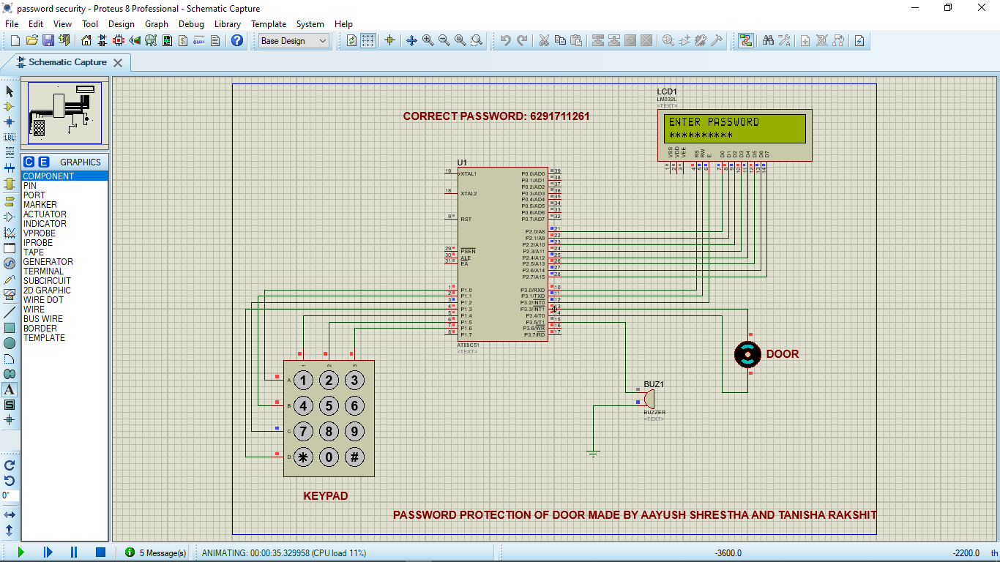 password security - Proteus 8 Professional - Schematic Capture
File Edit View Tool Design Graph Debug Library Template System Help
Base Design
Schematic Capture
C E GRAPHICS
COMPONENT
PIN
PORT
MARKER
ACTUATOR
INDICATOR
VPROBE
IPROBE
TAPE
GENERATOR
TERMINAL
SUBCIRCUIT
2D GRAPHIC
WIRE DOT
WIRE
BUS WIRE
BORDER
TEMPLATE
LBL
A
S
0°
CORRECT PASSWORD: 6291711261
LCD1
LM032L
<TEXT>
ENTER PASSWORD
**********
VSS VDD VEE RS RW E D0 D1 D2 D3 D4 D5 D6 D7
1 2 3 4 5 6 7 8 9 10 11 12 13 14
U1
19 XTAL1 P0.0/AD0 39
P0.1/AD1 38
P0.2/AD2 37
18 XTAL2 P0.3/AD3 36
P0.4/AD4 35
P0.5/AD5 34
P0.6/AD6 33
9 RST P0.7/AD7 32
P2.0/A8 21
P2.1/A9 22
P2.2/A10 23
29 PSEN P2.3/A11 24
30 ALE P2.4/A12 25
31 EA P2.5/A13 26
P2.6/A14 27
P2.7/A15 28
1 P1.0 P3.0/RXD 10
2 P1.1 P3.1/TXD 11
3 P1.2 P3.2/INT0 12
4 P1.3 P3.3/INT1 13
5 P1.4 P3.4/T0 14
6 P1.5 P3.5/T1 15
7 P1.6 P3.6/WR 16
8 P1.7 P3.7/RD 17
AT89C51
<TEXT>
DOOR
BUZ1
BUZZER
<TEXT>
1 2 3
A 1 2 3
B 4 5 6
C 7 8 9
D * 0 #
KEYPAD
PASSWORD PROTECTION OF DOOR MADE BY AAYUSH SHRESTHA AND TANISHA RAKSHIT
5 Message(s) ANIMATING: 00:00:35.329958 (CPU load 11%) -3600.0 -2200.0 th